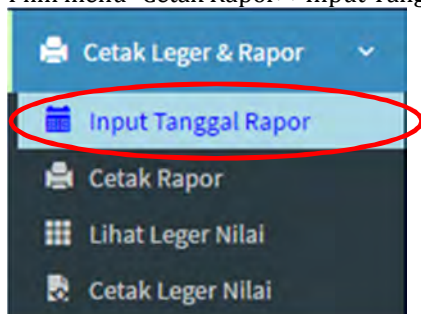 Cetak Leger & Rapor
Input Tanggal Rapor
Cetak Rapor
Lihat Leger Nilai
Cetak Leger Nilai